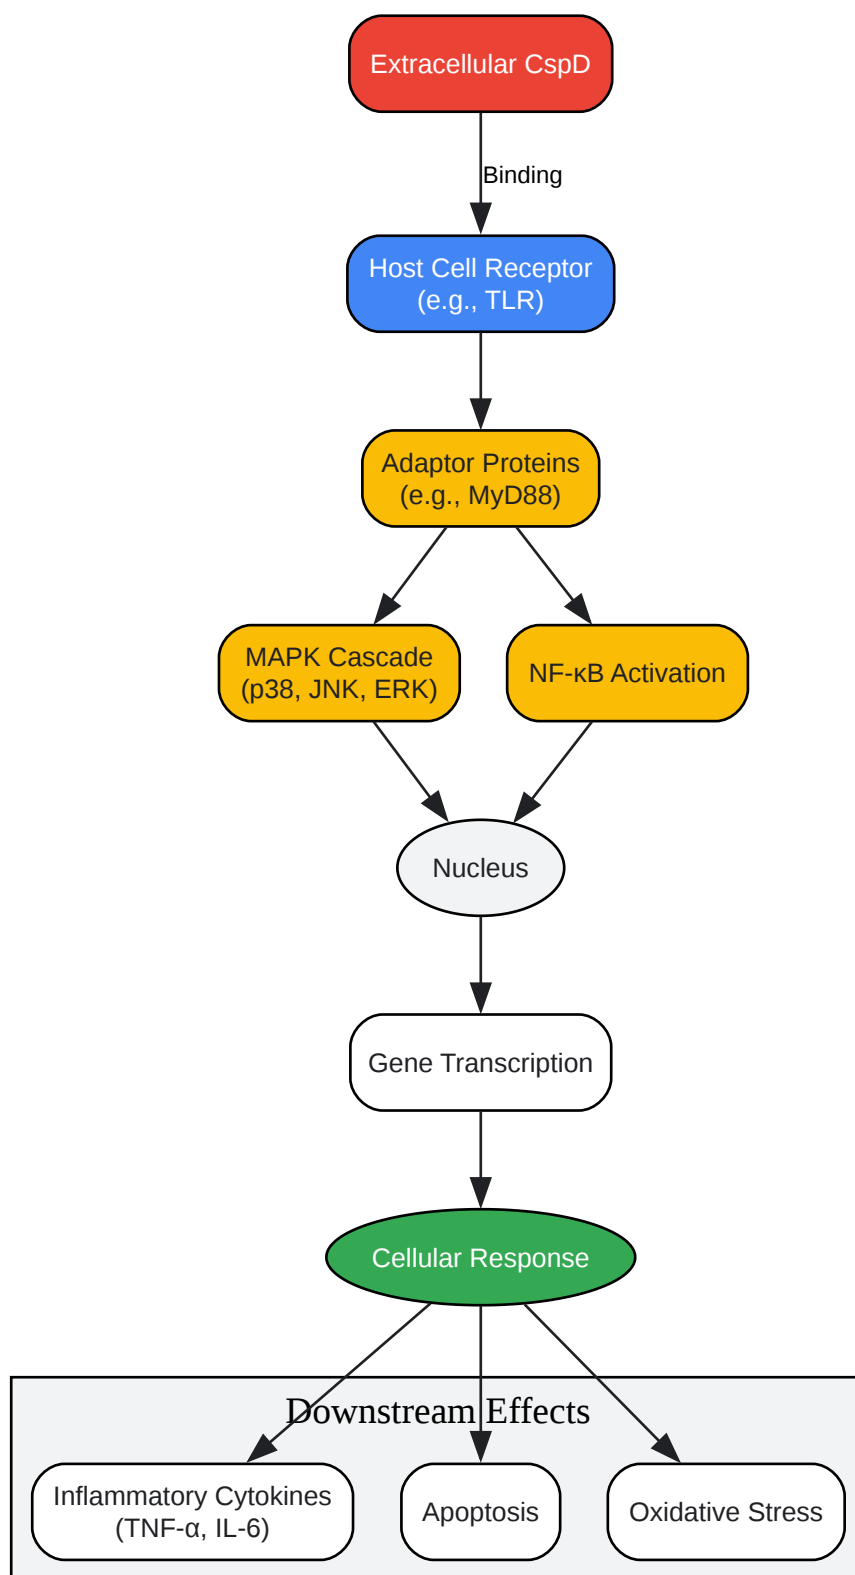 Extracellular CspD
Binding
Host Cell Receptor
(e.g., TLR)
Adaptor Proteins
(e.g., MyD88)
MAPK Cascade
(p38, JNK, ERK)
NF-κB Activation
Nucleus
Gene Transcription
Cellular Response
Downstream Effects
Inflammatory Cytokines
(TNF-α, IL-6)
Apoptosis
Oxidative Stress